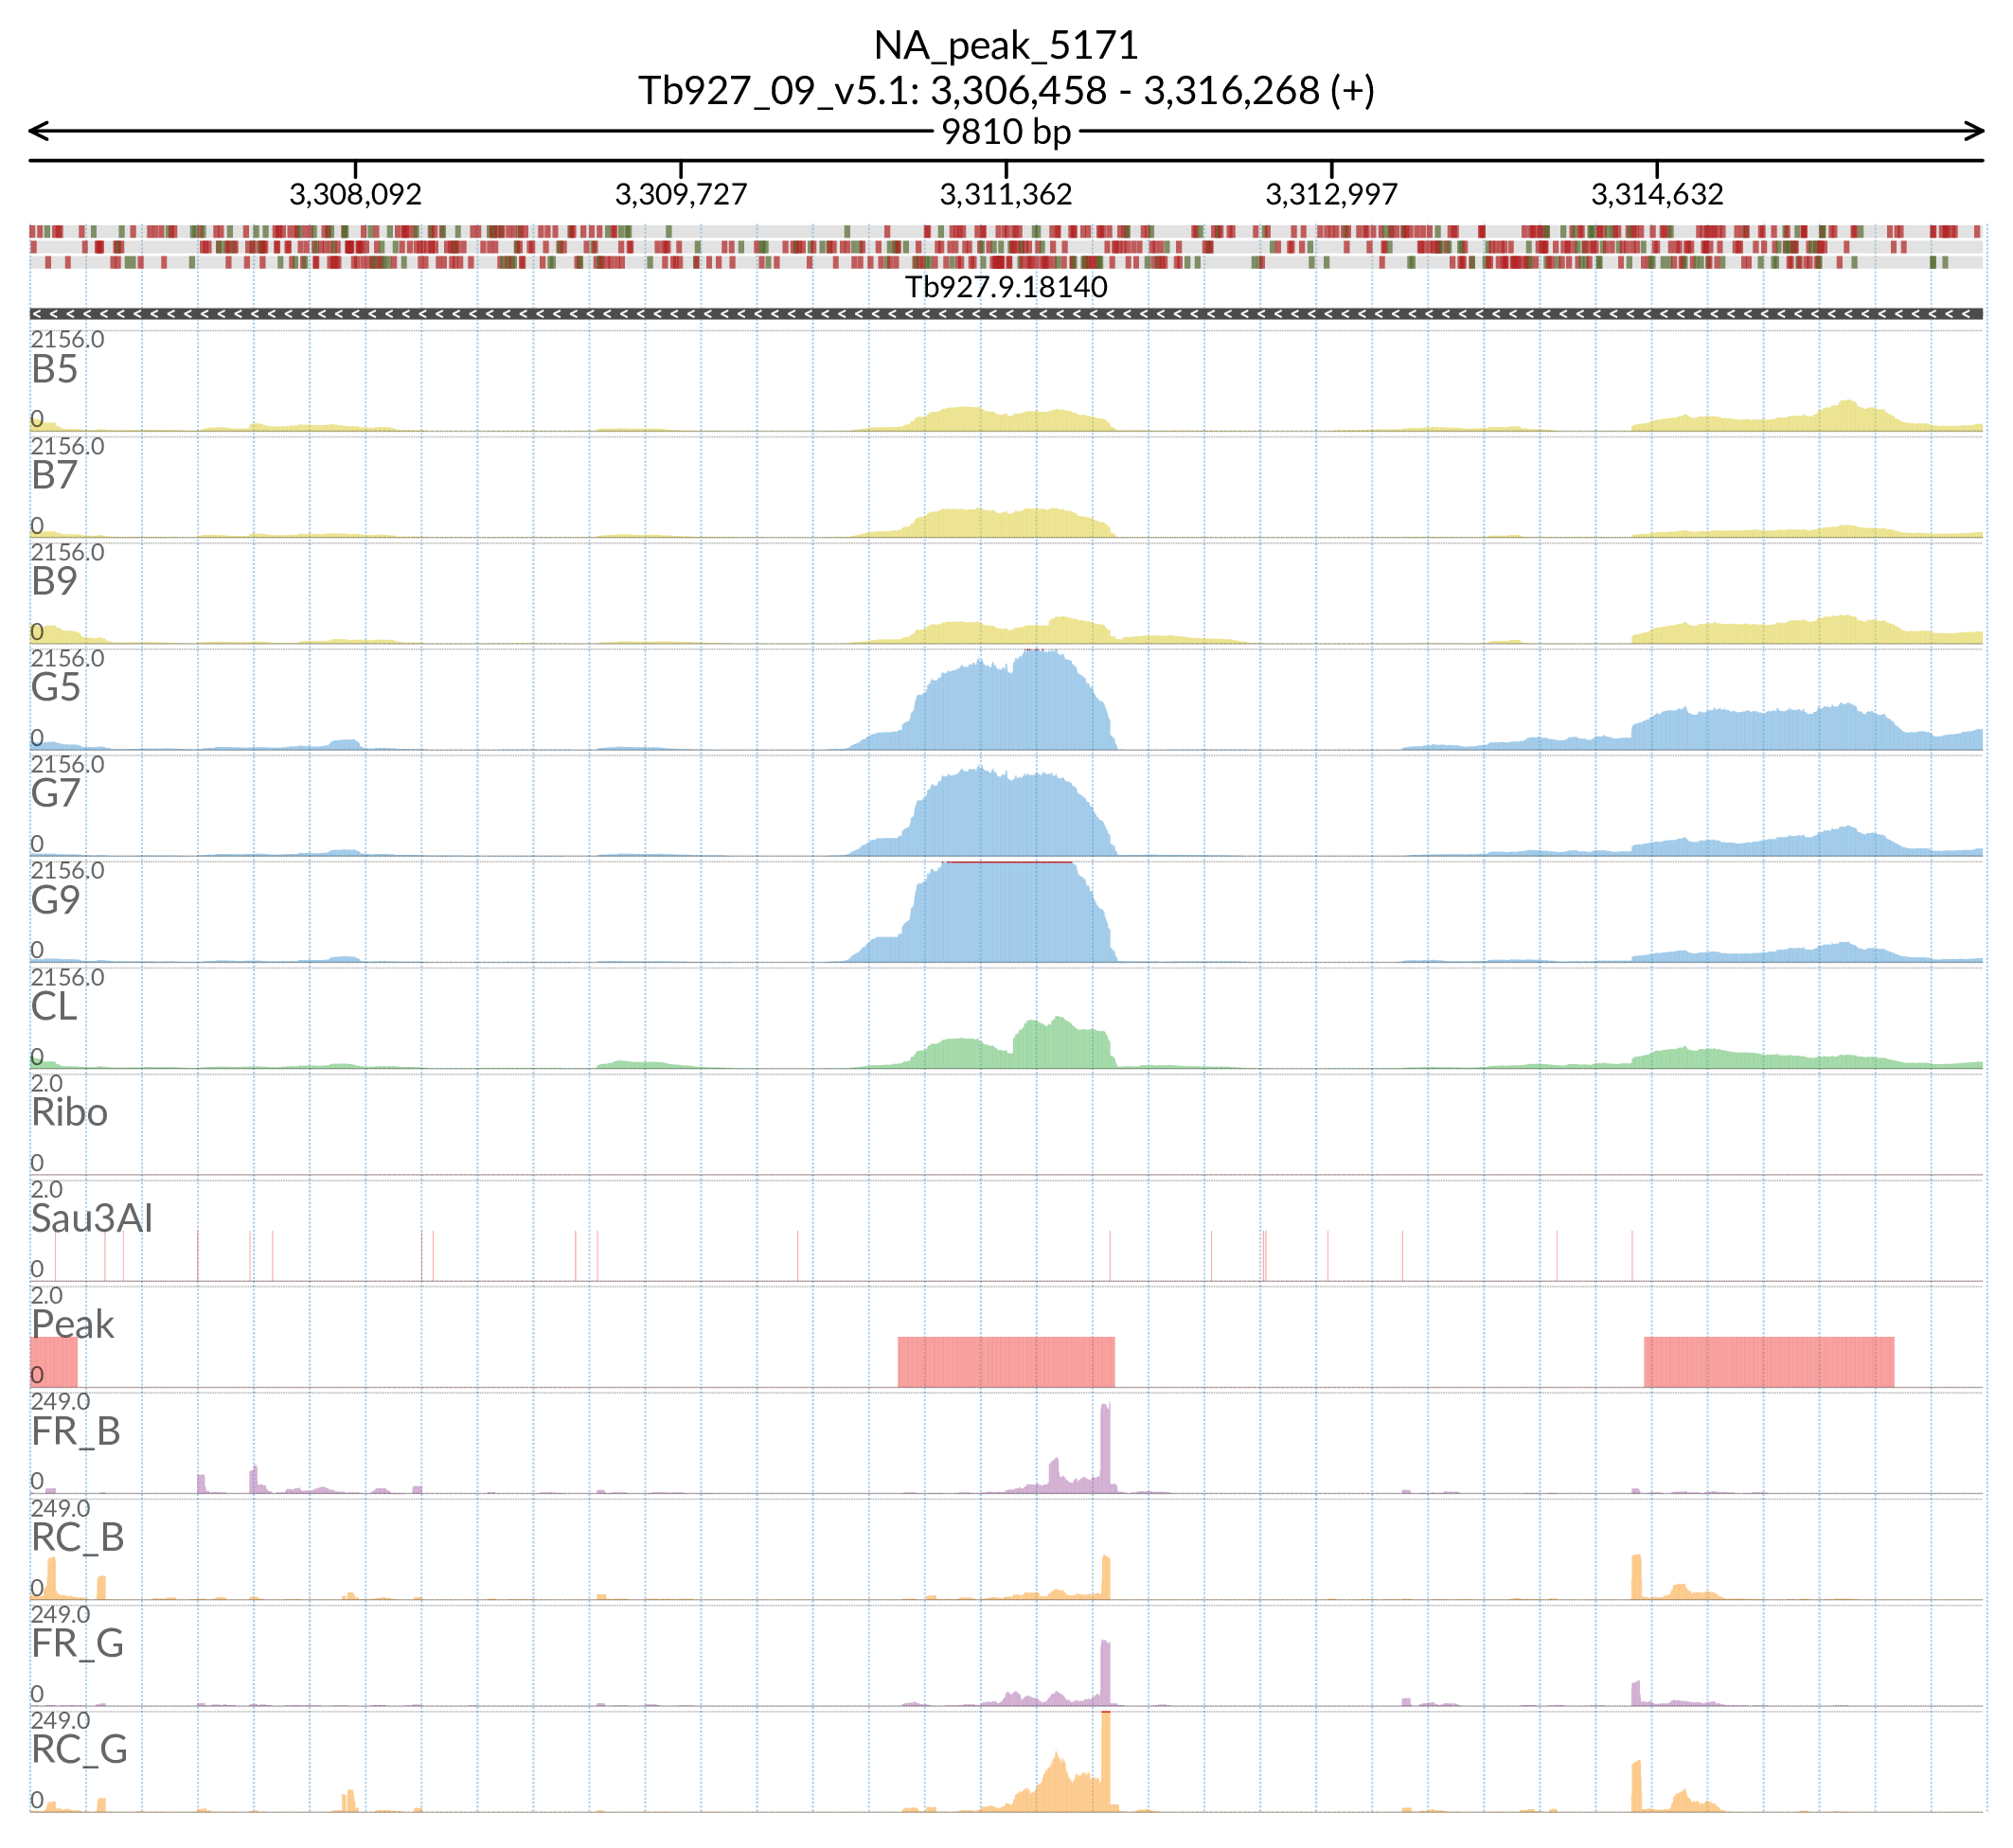 NA_peak_5171
Tb927_09_v5.1: 3,306,458 - 3,316,268 (+)
9810 bp
3,308,092 3,309,727 3,311,362 3,312,997 3,314,632
Tb927.9.18140
2156.0
B5
0
2156.0
B7
0
2156.0
B9
0
2156.0
G5
0
2156.0
G7
0
2156.0
G9
0
2156.0
CL
0
2.0
Ribo
0
2.0
Sau3AI
0
2.0
Peak
0
249.0
FR_B
0
249.0
RC_B
0
249.0
FR_G
0
249.0
RC_G
0